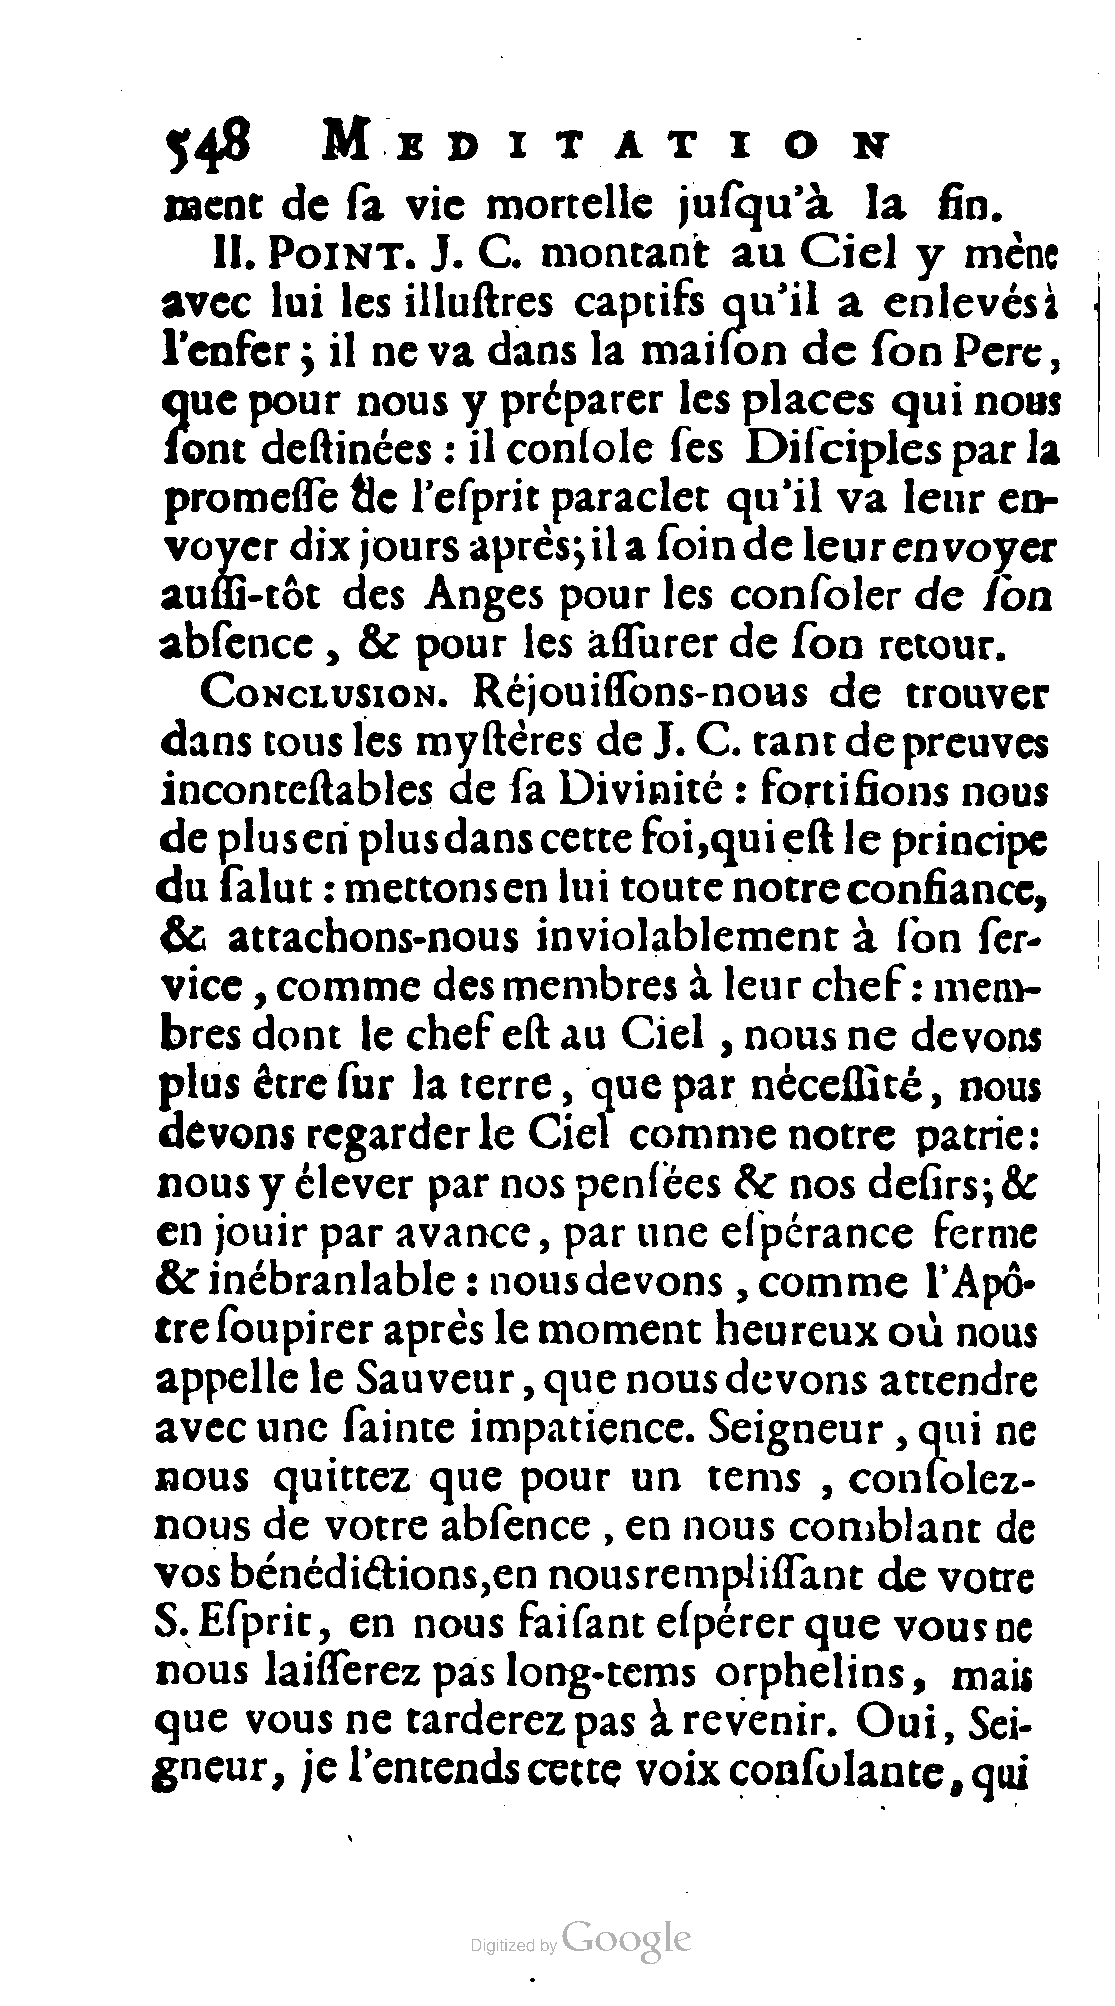 548 MEDITATION
ment de ſa vie mortelle juſqu'à la fin.
II. POINT. J. C. montant au Ciel y mène
avec lui les illuſtres captifs qu'il a enlevés à
l'enfer ; il ne va dans la maiſon de ſon Pere,
que pour nous y préparer les places qui nous
ſont deſtinées : il conſole ſes Diſciples par la
promeſſe de l'eſprit paraclet qu'il va leur en-
voyer dix jours après; il a ſoin de leur envoyer
auſſi-tôt des Anges pour les conſoler de ſon
abſence , & pour les aſſurer de ſon retour.
CONCLUSION. Réjouiſſons-nous de trouver
dans tous les myſtères de J. C. tant de preuves
inconteſtables de ſa Divinité : fortifions nous
de plus en plus dans cette foi, qui eſt le principe
du ſalut : mettons en lui toute notre confiance,
& attachons-nous inviolablement à ſon ſer-
vice , comme des membres à leur chef : mem-
bres dont le chef eſt au Ciel , nous ne devons
plus être ſur la terre, que par néceſſité, nous
devons regarder le Ciel comme notre patrie:
nous y élever par nos penſées & nos deſirs; &
en jouir par avance, par une eſpérance ferme
& inébranlable : nous devons , comme l'Apô-
tre ſoupirer après le moment heureux où nous
appelle le Sauveur , que nous devons attendre
avec une ſainte impatience. Seigneur , qui ne
nous quittez que pour un tems , conſolez-
nous de votre abſence , en nous comblant de
vos bénédictions, en nous rempliſſant de votre
S. Eſprit, en nous faiſant eſpérer que vous ne
nous laiſſerez pas long-tems orphelins, mais
que vous ne tarderez pas à revenir. Oui, Sei-
gneur, je l'entends cette voix conſolante, qui
Digitized by Google